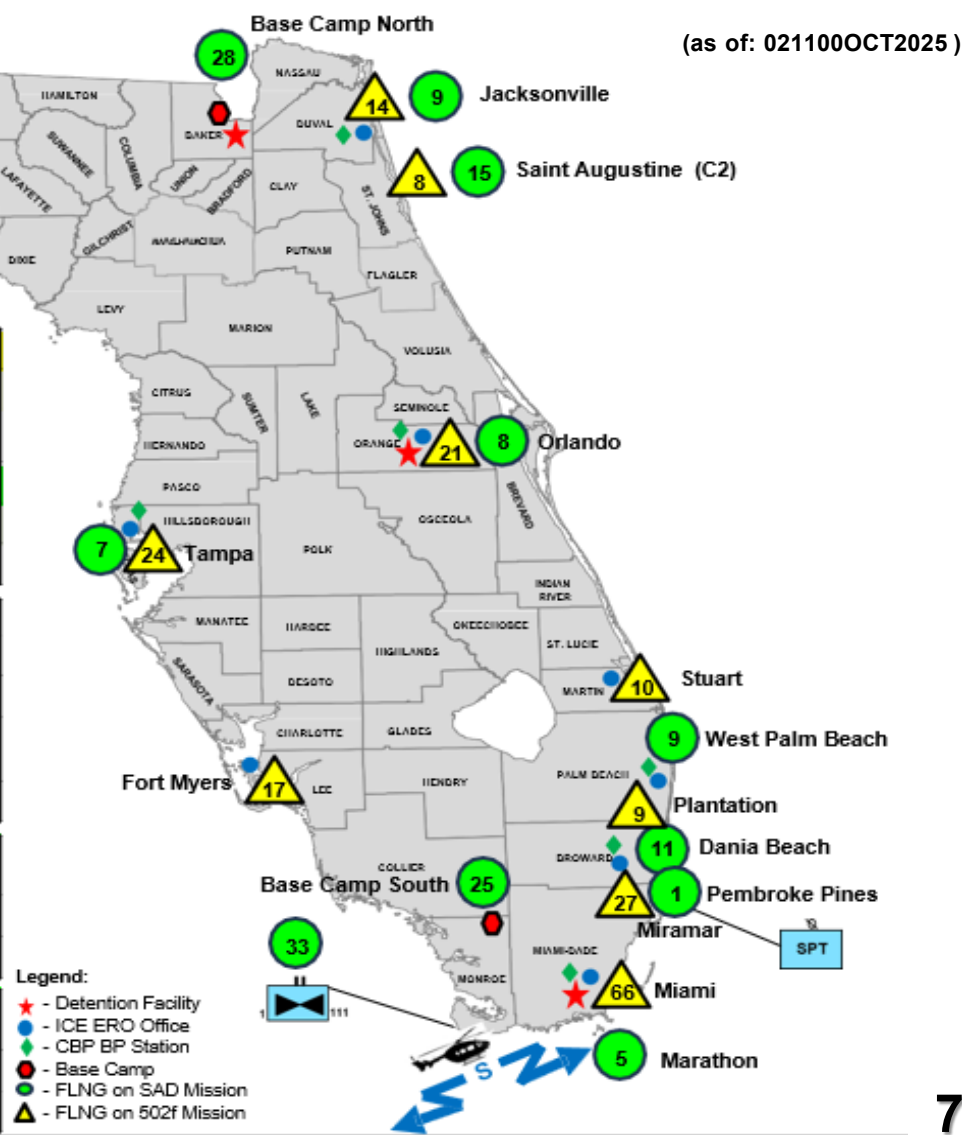 Base Camp North
(as of: 021100OCT2025 )
28
NASSAU
HAMILTON
14
9
Jacksonville
BAKER
DUVAL
SUWANNEE
COLUMBIA
LAFAYETTE
UNION
BRADFORD
CLAY
ST. JOHNS
8
15
Saint Augustine (C2)
GILCHRIST
DIXIE
PUTNAM
FLAGLER
LEVY
MARION
VOLUSIA
CITRUS
SUMTER
LAKE
SEMINOLE
HERNANDO
ORANGE
21
8
Orlando
PASCO
BREVARD
HILLSBOROUGH
OSCEOLA
7
24
Tampa
POLK
INDIAN
RIVER
MANATEE
HARDEE
OKEECHOBEE
HIGHLANDS
ST. LUCIE
SARASOTA
DESOTO
MARTIN
10
Stuart
CHARLOTTE
GLADES
9
West Palm Beach
Fort Myers
17
LEE
HENDRY
PALM BEACH
9
Plantation
BROWARD
11
Dania Beach
COLLIER
Base Camp South
25
1
Pembroke Pines
27
Miramar
SPT
33
MIAMI-DADE
MONROE
66
Miami
1
111
S
5
Marathon
Legend:
- Detention Facility
- ICE ERO Office
- CBP BP Station
- Base Camp
- FLNG on SAD Mission
- FLNG on 502f Mission
7